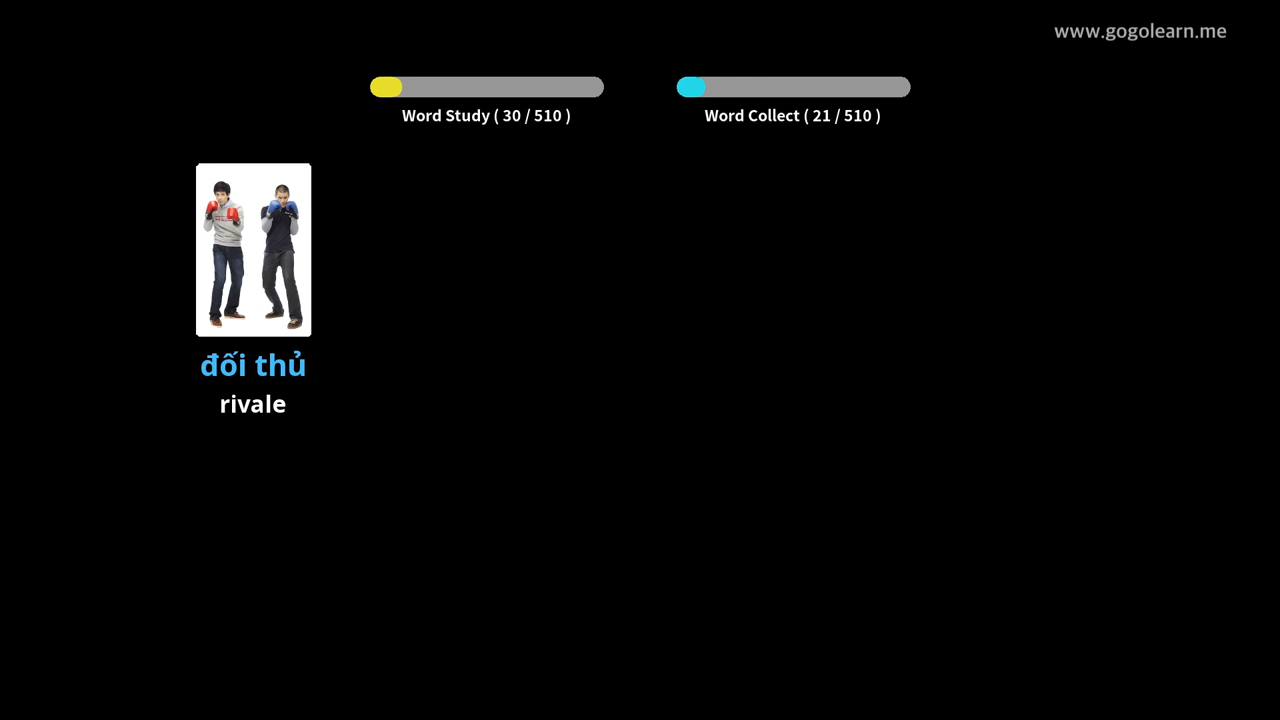 www.gogolearn.me
Word Study ( 30 / 510 )
Word Collect ( 21 / 510 )
đối thủ
rivale